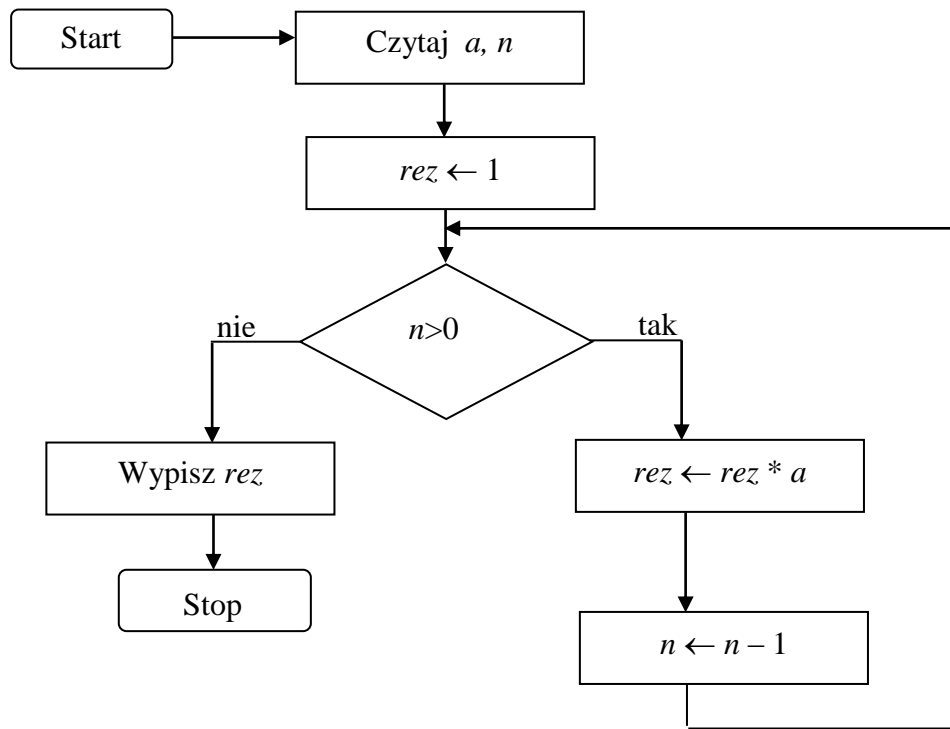 Start
Czytaj a, n
rez ← 1
n>0
nie
tak
Wypisz rez
rez ← rez * a
Stop
n ← n – 1